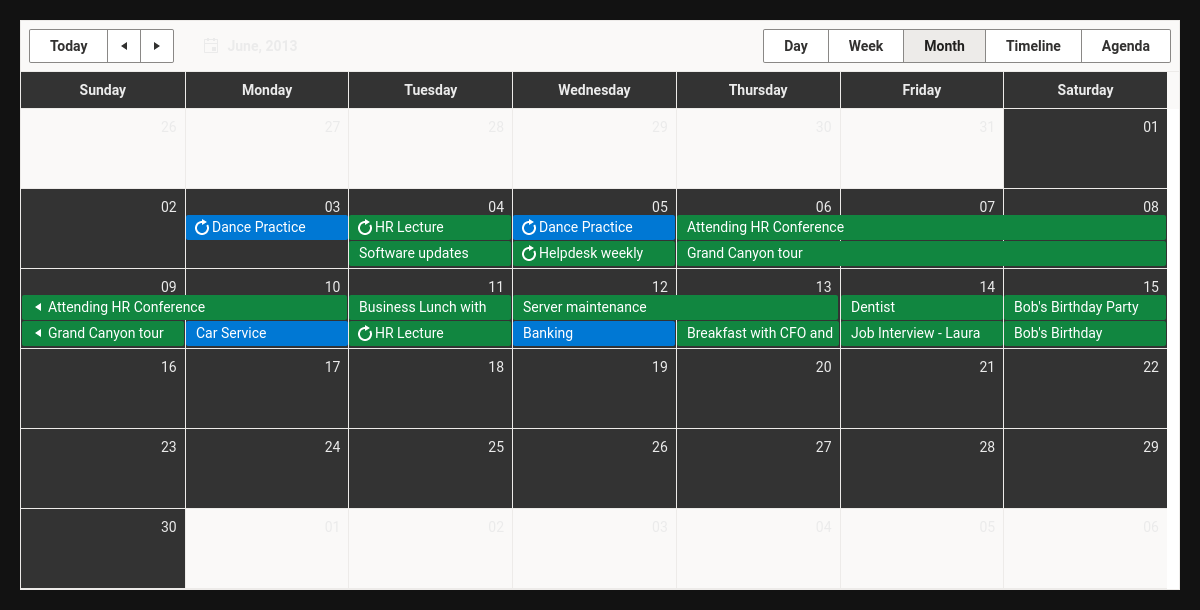 Today June, 2013 Day Week Month Timeline Agenda
Sunday Monday Tuesday Wednesday Thursday Friday Saturday
26 27 28 29 30 31 01
02 03 04 05 06 07 08
Dance Practice HR Lecture Dance Practice Attending HR Conference
Software updates Helpdesk weekly Grand Canyon tour
09 10 11 12 13 14 15
Attending HR Conference Business Lunch with Server maintenance Dentist Bob's Birthday Party
Grand Canyon tour Car Service HR Lecture Banking Breakfast with CFO and Job Interview - Laura Bob's Birthday
16 17 18 19 20 21 22
23 24 25 26 27 28 29
30 01 02 03 04 05 06